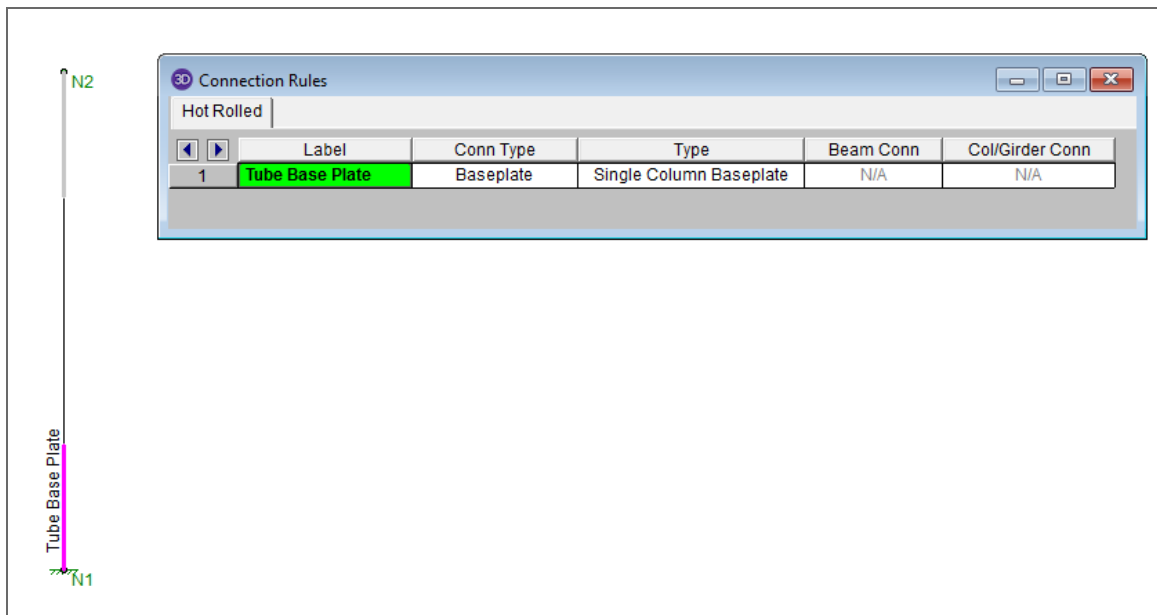 N2
3D Connection Rules
Hot Rolled
Label Conn Type Type Beam Conn Col/Girder Conn
1 Tube Base Plate Baseplate Single Column Baseplate N/A N/A
Tube Base Plate
N1